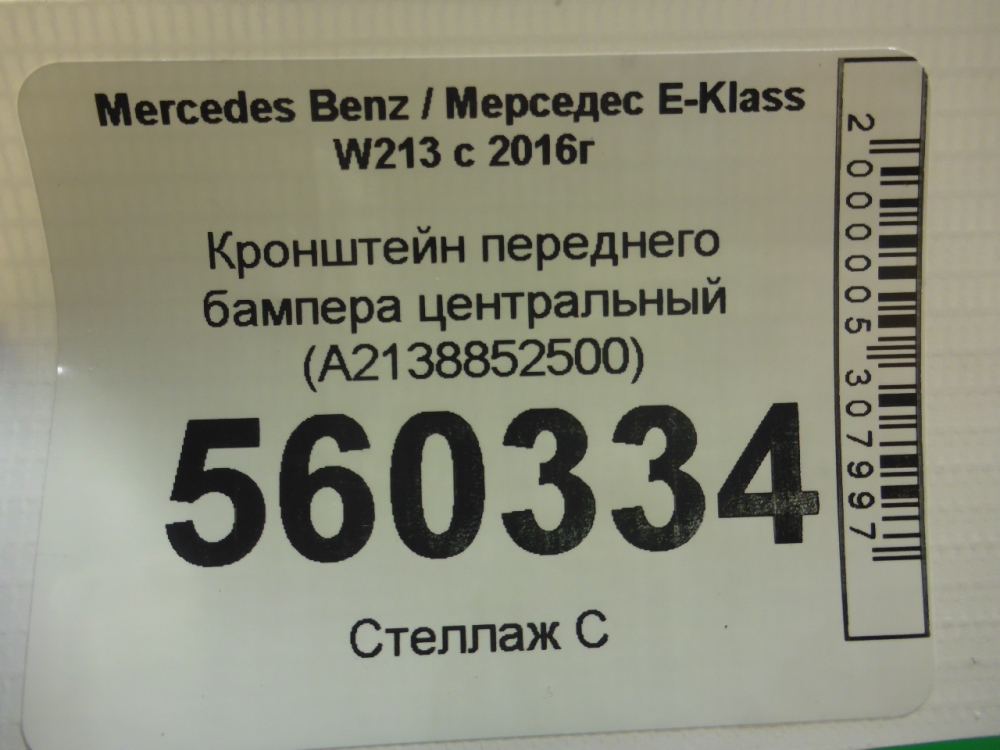 Mercedes Benz / Мерседес E-Klass
W213 с 2016г
Кронштейн переднего
бампера центральный
(A2138852500)
560334
Стеллаж С
2000005307997